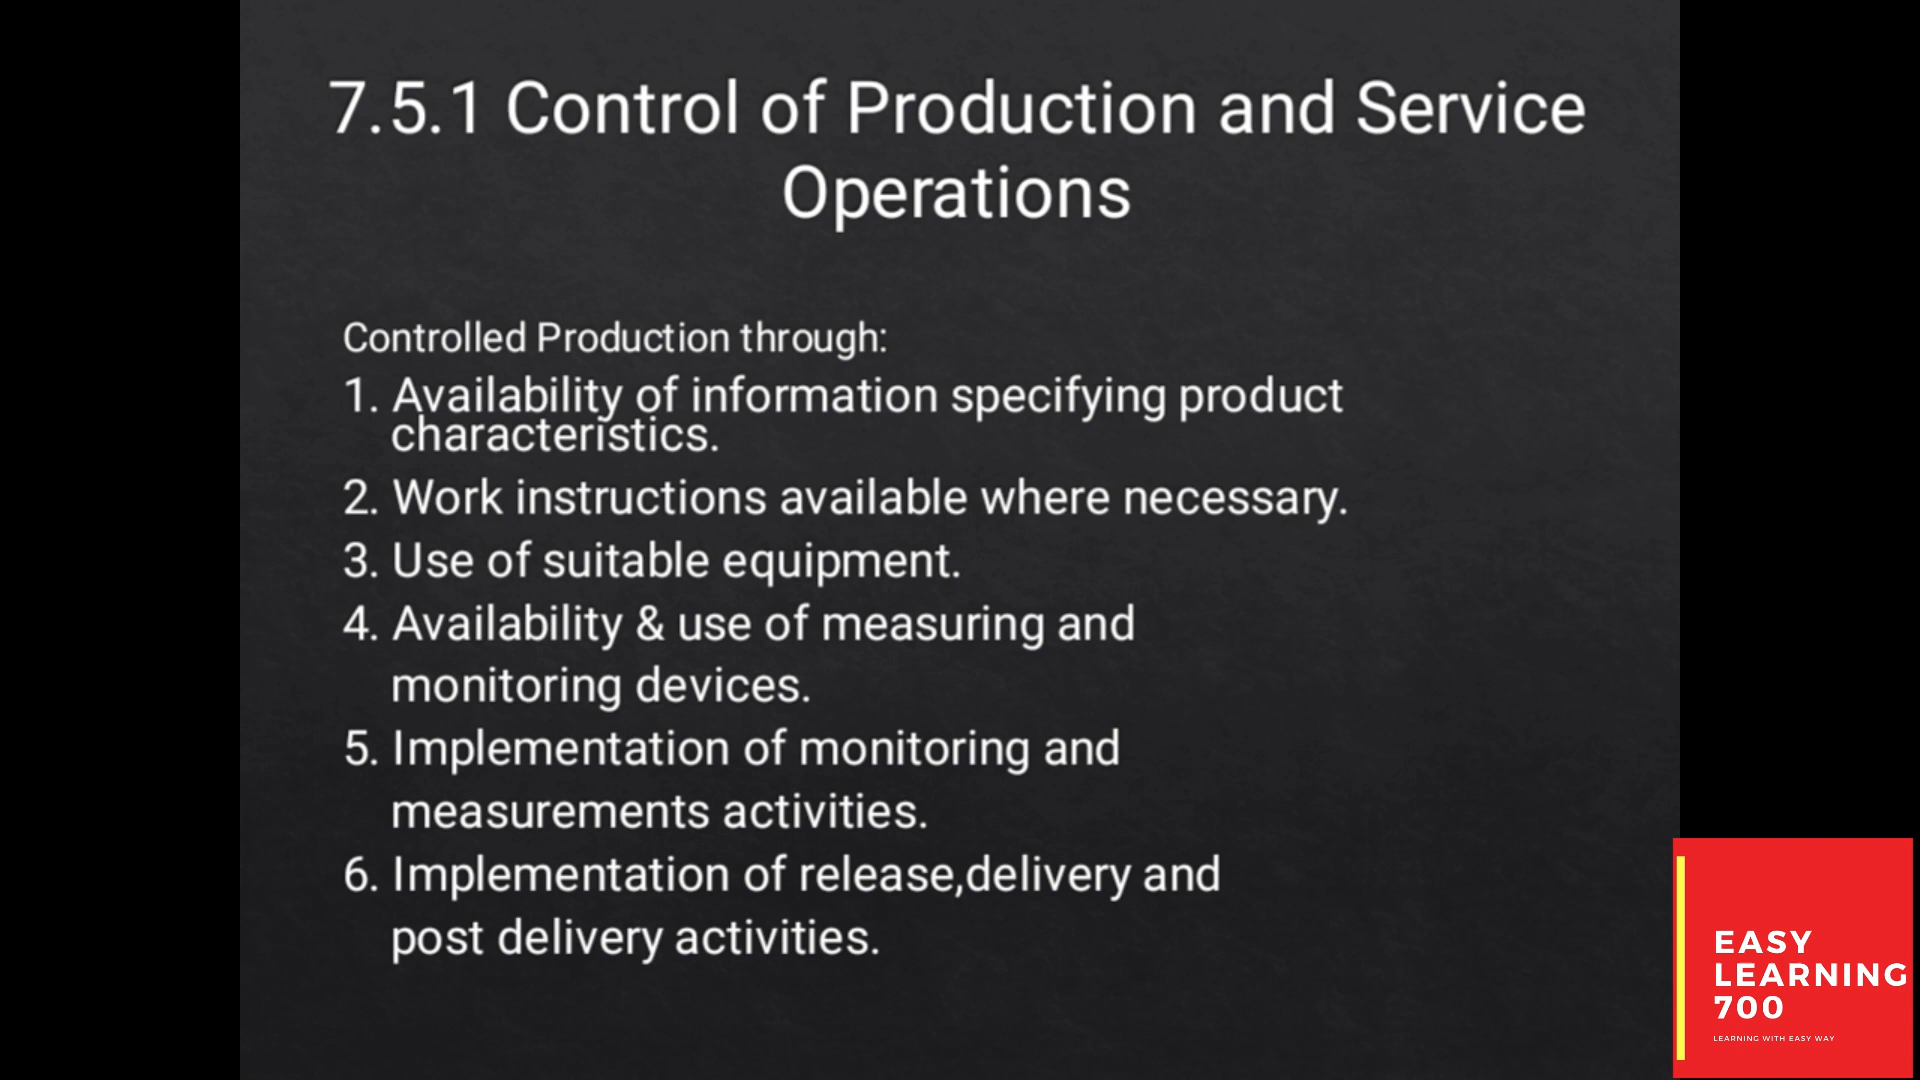 7.5.1 Control of Production and Service
Operations
Controlled Production through:
1. Availability of information specifying product
characteristics.
2. Work instructions available where necessary.
3. Use of suitable equipment.
4. Availability & use of measuring and
monitoring devices.
5. Implementation of monitoring and
measurements activities.
6. Implementation of release,delivery and
post delivery activities.
EASY
LEARNING
700
LEARNING WITH EASY WAY